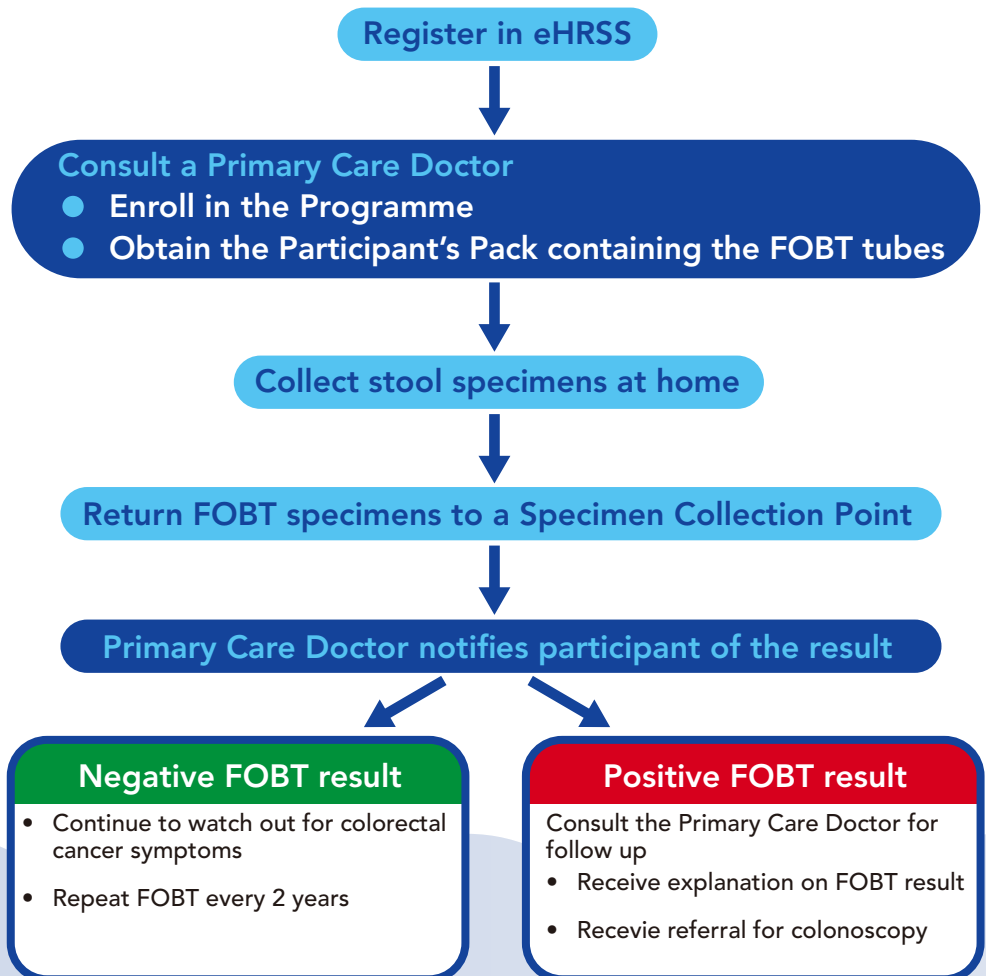 Register in eHRSS
Consult a Primary Care Doctor
● Enroll in the Programme
● Obtain the Participant's Pack containing the FOBT tubes
Collect stool specimens at home
Return FOBT specimens to a Specimen Collection Point
Primary Care Doctor notifies participant of the result
Negative FOBT result
• Continue to watch out for colorectal
cancer symptoms
• Repeat FOBT every 2 years
Positive FOBT result
Consult the Primary Care Doctor for
follow up
• Receive explanation on FOBT result
• Recevie referral for colonoscopy